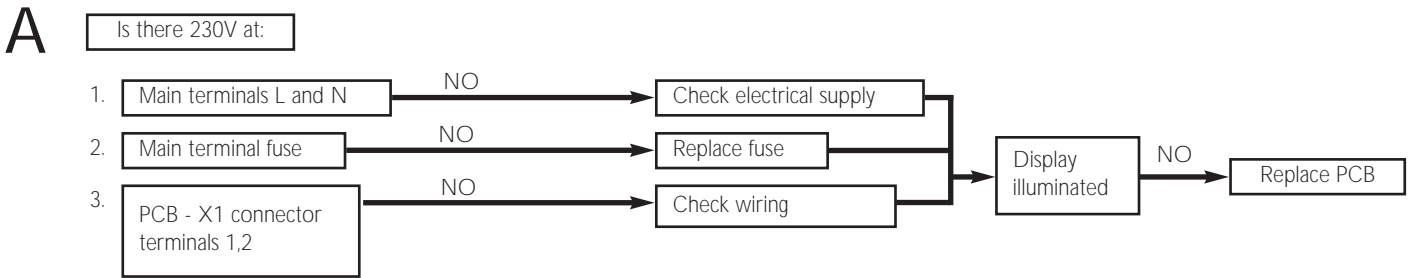 A
Is there 230V at:
1. Main terminals L and N
NO
Check electrical supply
2. Main terminal fuse
NO
Replace fuse
3. PCB - X1 connector
terminals 1,2
NO
Check wiring
Display
illuminated
NO
Replace PCB